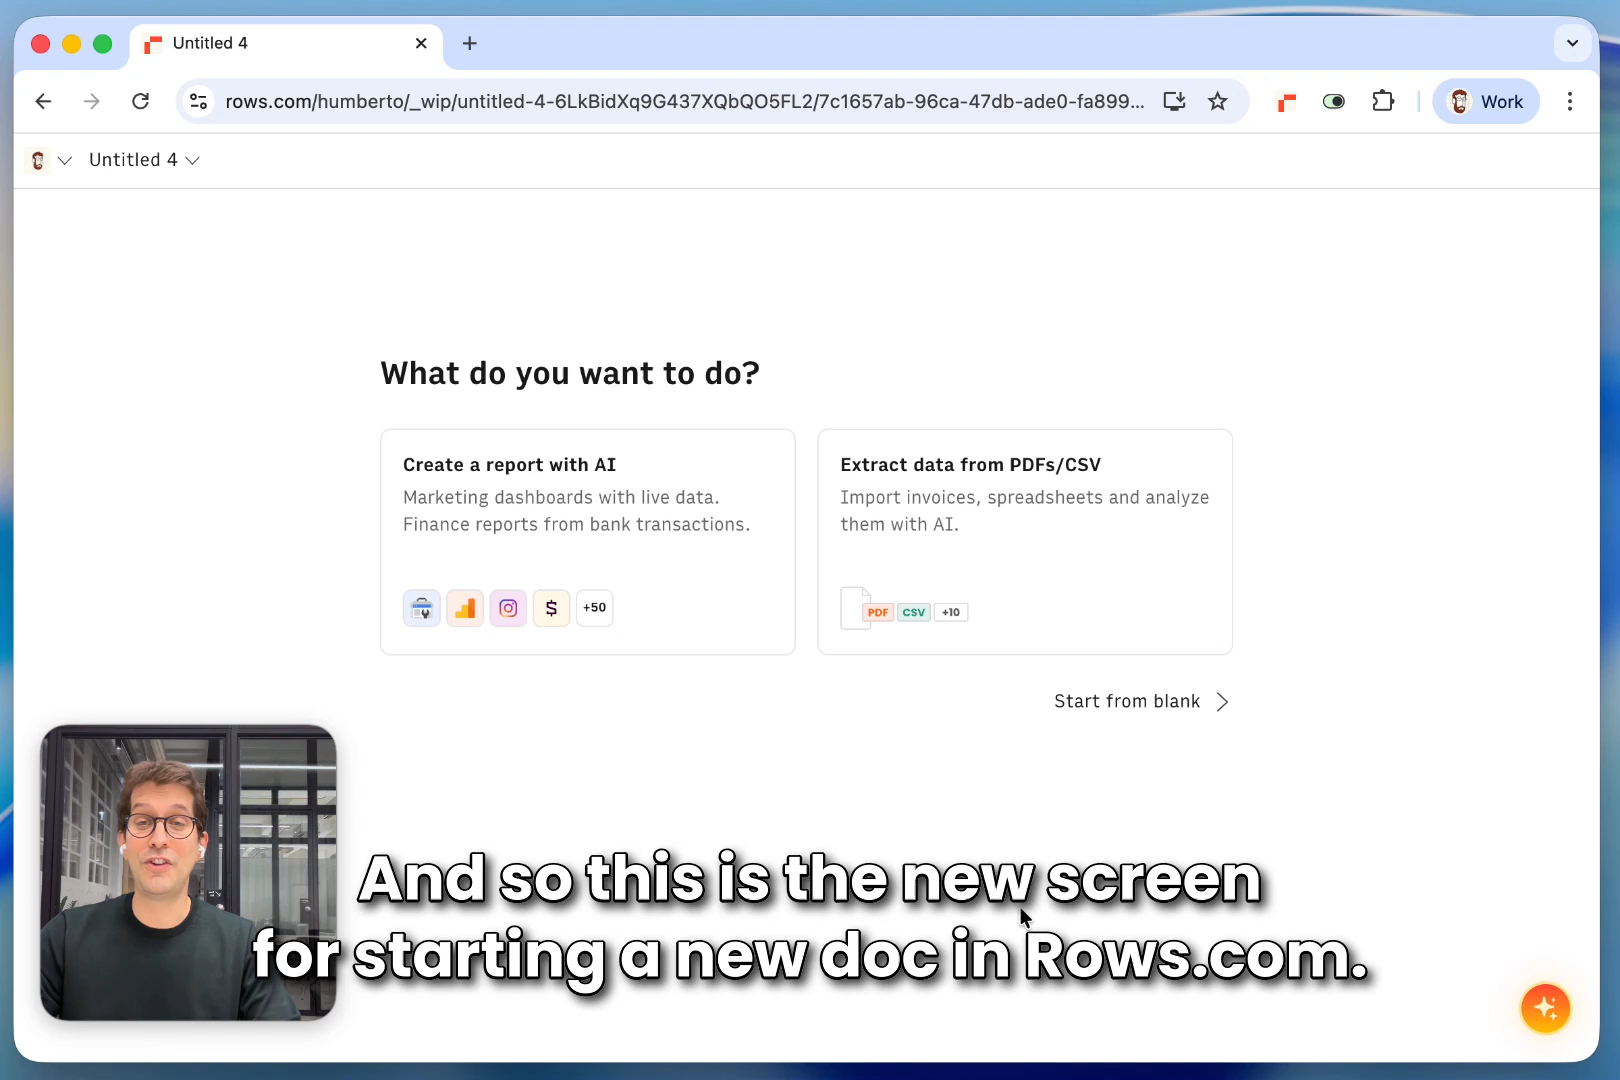 Untitled 4
rows.com/humberto/_wip/untitled-4-6LkBidXq9G437XQbQO5FL2/7c1657ab-96ca-47db-ade0-fa899...
Work
Untitled 4
What do you want to do?
Create a report with AI
Marketing dashboards with live data.
Finance reports from bank transactions.
+50
Extract data from PDFs/CSV
Import invoices, spreadsheets and analyze
them with AI.
PDF CSV +10
Start from blank
And so this is the new screen
for starting a new doc in Rows.com.